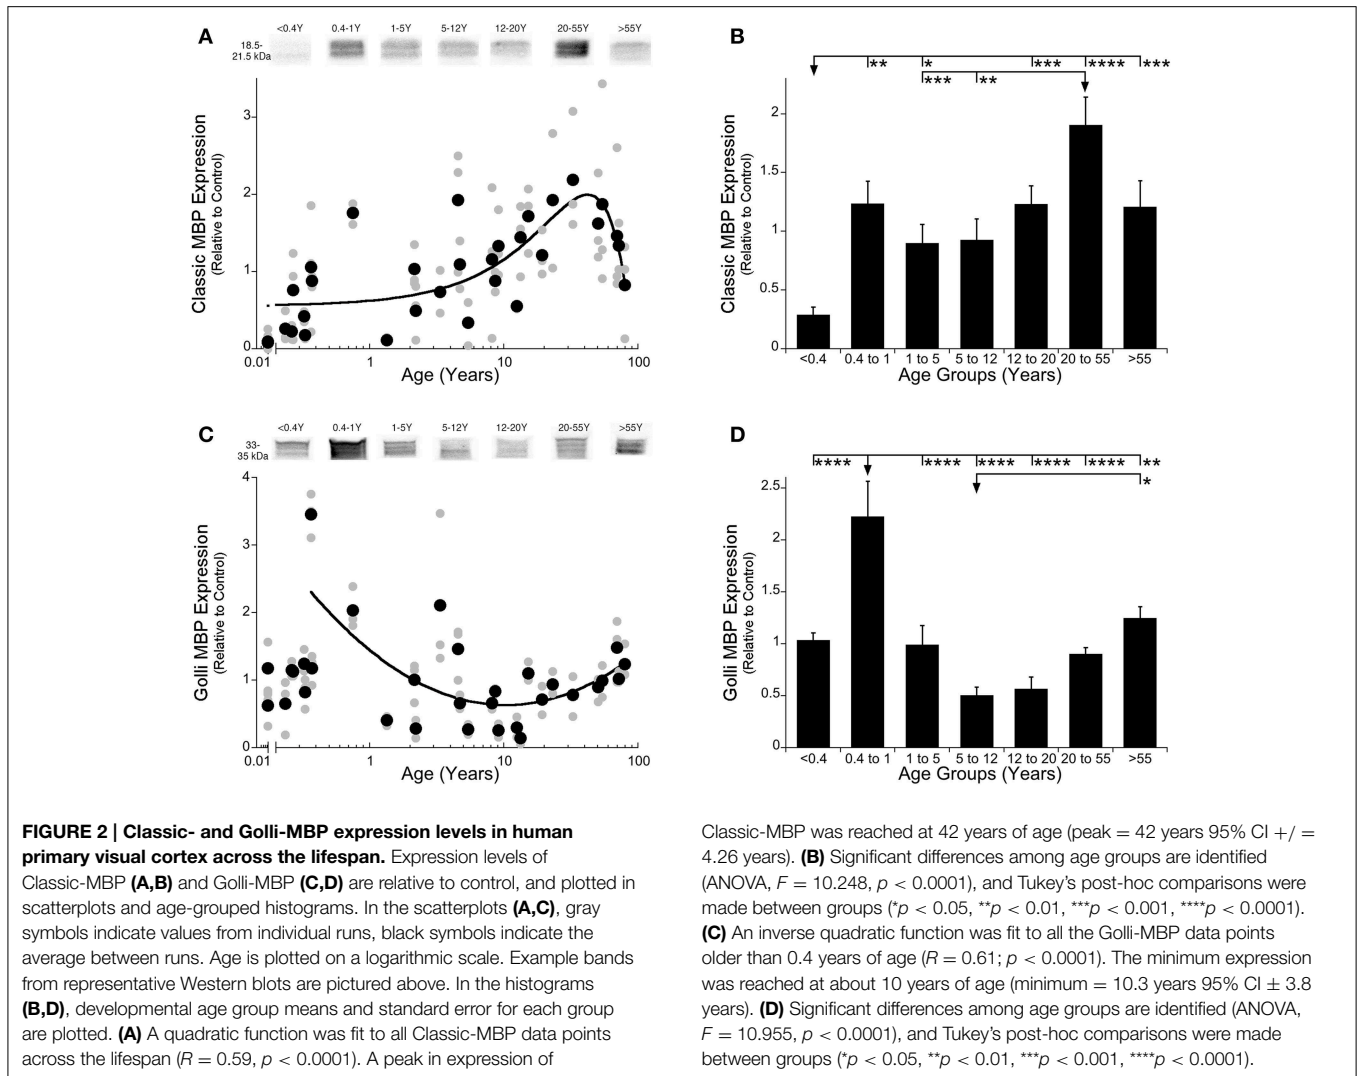 A
<0.4Y 0.4-1Y 1-5Y 5-12Y 12-20Y 20-55Y >55Y
18.5-
21.5 kDa
Classic MBP Expression
(Relative to Control)
4
3
2
1
0
0.01 1 10 100
Age (Years)
B
** * *** **** ***
*** **
Classic MBP Expression
(Relative to Control)
2
1.5
1
0.5
0
<0.4 0.4 to 1 1 to 5 5 to 12 12 to 20 20 to 55 >55
Age Groups (Years)
C
<0.4Y 0.4-1Y 1-5Y 5-12Y 12-20Y 20-55Y >55Y
33-
35 kDa
Golli MBP Expression
(Relative to Control)
4
3
2
1
0
0.01 1 10 100
Age (Years)
D
**** **** **** **** **** **
*
Golli MBP Expression
(Relative to Control)
2.5
2
1.5
1
0.5
0
<0.4 0.4 to 1 1 to 5 5 to 12 12 to 20 20 to 55 >55
Age Groups (Years)
FIGURE 2 | Classic- and Golli-MBP expression levels in human
primary visual cortex across the lifespan. Expression levels of
Classic-MBP (A,B) and Golli-MBP (C,D) are relative to control, and plotted in
scatterplots and age-grouped histograms. In the scatterplots (A,C), gray
symbols indicate values from individual runs, black symbols indicate the
average between runs. Age is plotted on a logarithmic scale. Example bands
from representative Western blots are pictured above. In the histograms
(B,D), developmental age group means and standard error for each group
are plotted. (A) A quadratic function was fit to all Classic-MBP data points
across the lifespan (R = 0.59, p < 0.0001). A peak in expression of
Classic-MBP was reached at 42 years of age (peak = 42 years 95% CI +/ =
4.26 years). (B) Significant differences among age groups are identified
(ANOVA, F = 10.248, p < 0.0001), and Tukey's post-hoc comparisons were
made between groups (*p < 0.05, **p < 0.01, ***p < 0.001, ****p < 0.0001).
(C) An inverse quadratic function was fit to all the Golli-MBP data points
older than 0.4 years of age (R = 0.61; p < 0.0001). The minimum expression
was reached at about 10 years of age (minimum = 10.3 years 95% CI ± 3.8
years). (D) Significant differences among age groups are identified (ANOVA,
F = 10.955, p < 0.0001), and Tukey's post-hoc comparisons were made
between groups (*p < 0.05, **p < 0.01, ***p < 0.001, ****p < 0.0001).